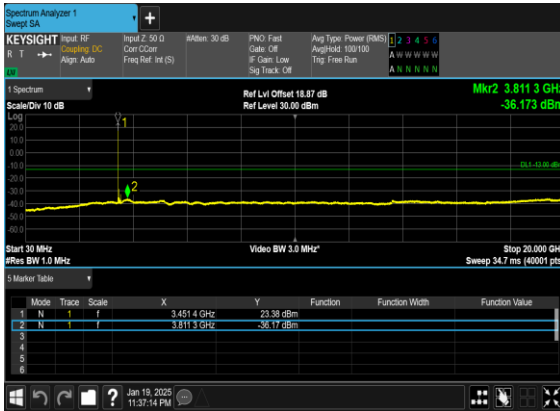 Spectrum Analyzer 1
Swept SA
+
KEYSIGHT Input: RF Input Z: 50 Ω #Atten: 30 dB PNO: Fast Avg Type: Power (RMS) 1 2 3 4 5 6
R T Coupling: DC Corr CCorr Gate: Off Avg|Hold: 100/100 A W W W W W
Align: Auto Freq Ref: Int (S) IF Gain: Low Trig: Free Run
Sig Track: Off A N N N N N
1 Spectrum Ref Lvl Offset 18.87 dB Mkr2 3.811 3 GHz
Scale/Div 10 dB Ref Level 30.00 dBm -36.173 dBm
Log
1
20.0
10.0
0.00
-10.0 DL1 -13.00 dBm
-20.0
-30.0 2
-40.0
-50.0
-60.0
Start 30 MHz Video BW 3.0 MHz* Stop 20.000 GH
#Res BW 1.0 MHz Sweep 34.7 ms (40001 pts
5 Marker Table
Mode Trace Scale X Y Function Function Width Function Value
1 N 1 f 3.451 4 GHz 23.38 dBm
2 N 1 f 3.811 3 GHz -36.17 dBm
3
4
5
6
? Jan 19, 2025
11:37:14 PM